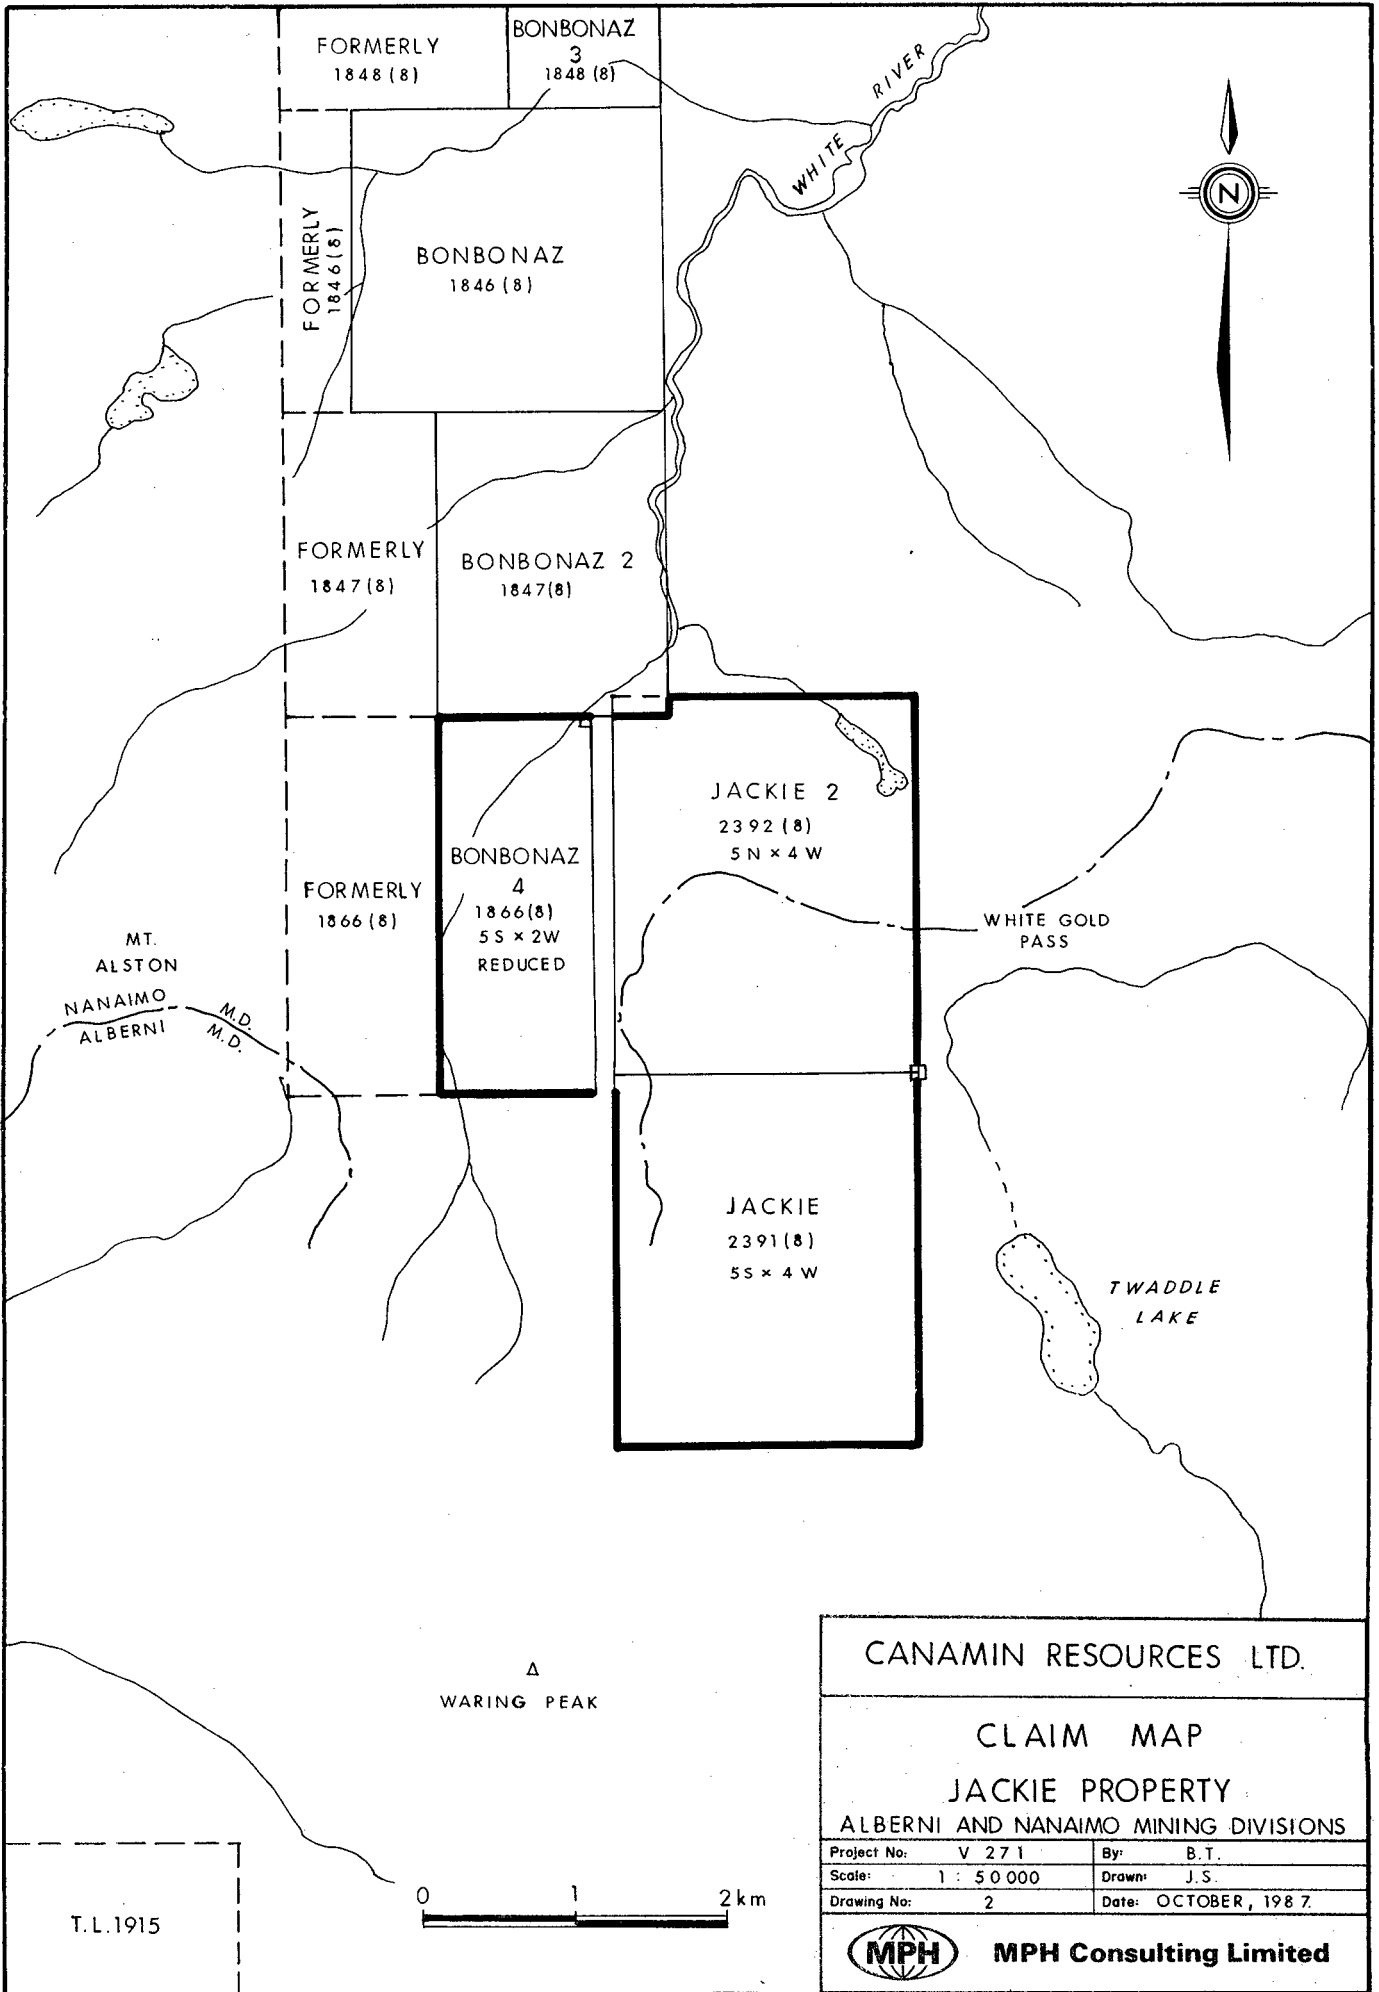 FORMERLY
1848 (8)
BONBONAZ
3
1848 (8)
WHITE RIVER
N
FORMERLY
1846 (8)
BONBONAZ
1846 (8)
FORMERLY
1847 (8)
BONBONAZ 2
1847(8)
JACKIE 2
2392 (8)
5 N × 4 W
BONBONAZ
4
1866(8)
5 S × 2W
REDUCED
FORMERLY
1866 (8)
WHITE GOLD
PASS
MT.
ALSTON
NANAIMO M.D.
ALBERNI M.D.
JACKIE
2391 (8)
5 S × 4 W
TWADDLE
LAKE
WARING PEAK
T.L.1915
0 1 2 km
CANAMIN RESOURCES LTD.
CLAIM MAP
JACKIE PROPERTY
ALBERNI AND NANAIMO MINING DIVISIONS
Project No: V 271 By: B.T.
Scale: 1 : 50 000 Drawn: J.S.
Drawing No: 2 Date: OCTOBER, 1987.
MPH MPH Consulting Limited